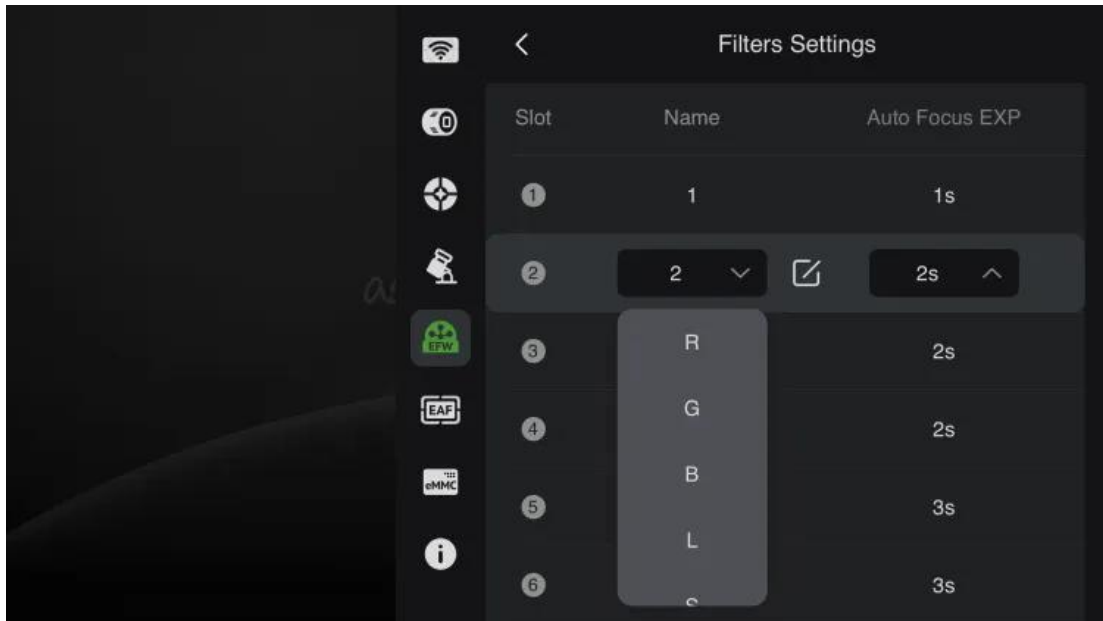 Filters Settings
Slot Name Auto Focus EXP
1 1 1s
2 2 2s
R
3 2s
EFW
G
EAF
4 2s
B
eMMC
5 3s
L
i
6 3s
S